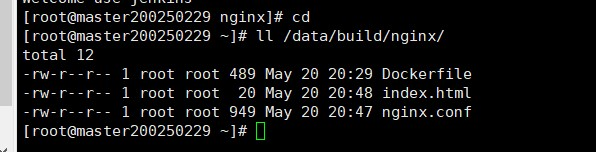 welcome use jenkins
[root@master200250229 nginx]# cd
[root@master200250229 ~]# ll /data/build/nginx/
total 12
-rw-r--r-- 1 root root 489 May 20 20:29 Dockerfile
-rw-r--r-- 1 root root  20 May 20 20:48 index.html
-rw-r--r-- 1 root root 949 May 20 20:47 nginx.conf
[root@master200250229 ~]#